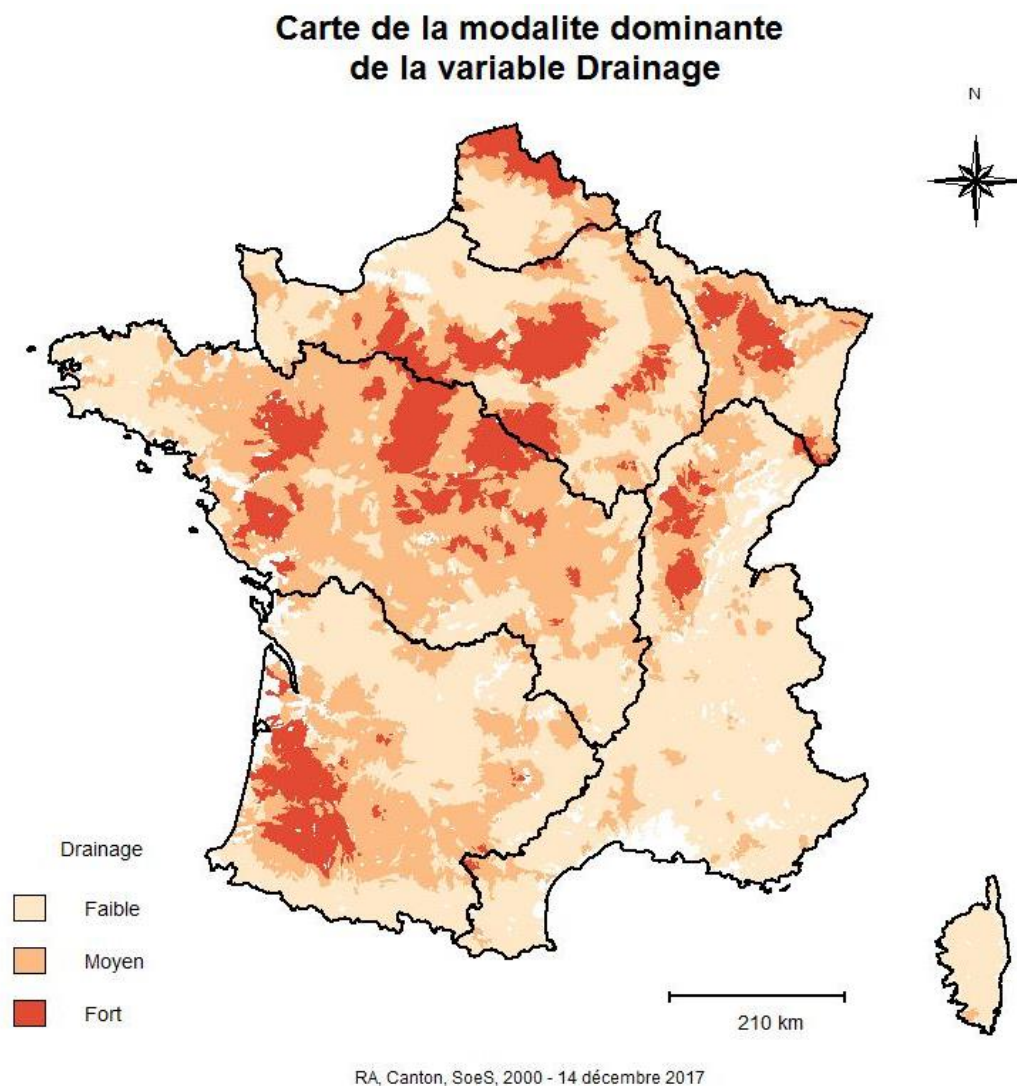 Carte de la modalite dominante
de la variable Drainage
N
Drainage
Faible
Moyen
Fort
210 km
RA, Canton, SoeS, 2000 - 14 décembre 2017